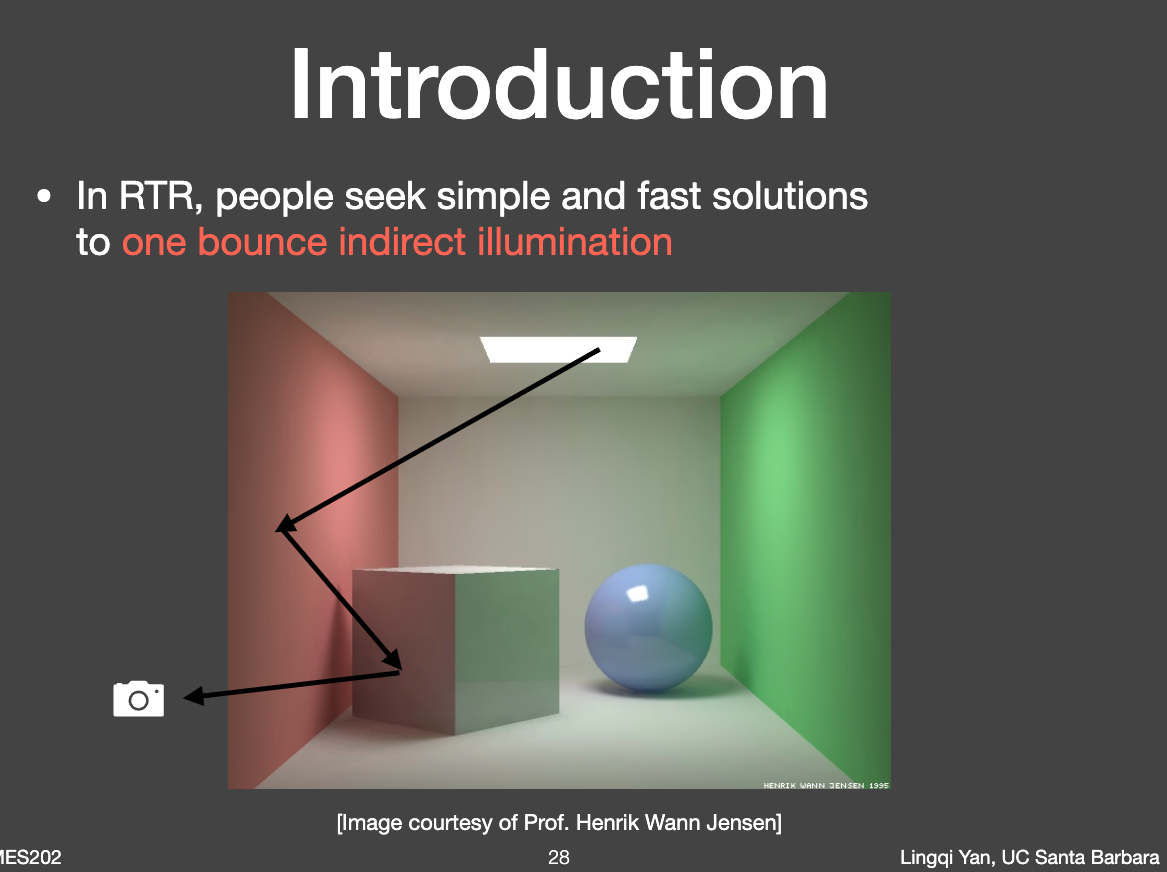 Introduction
• In RTR, people seek simple and fast solutions
to one bounce indirect illumination
HENRIK WANN JENSEN 1995
[Image courtesy of Prof. Henrik Wann Jensen]
MES202
28
Lingqi Yan, UC Santa Barbara